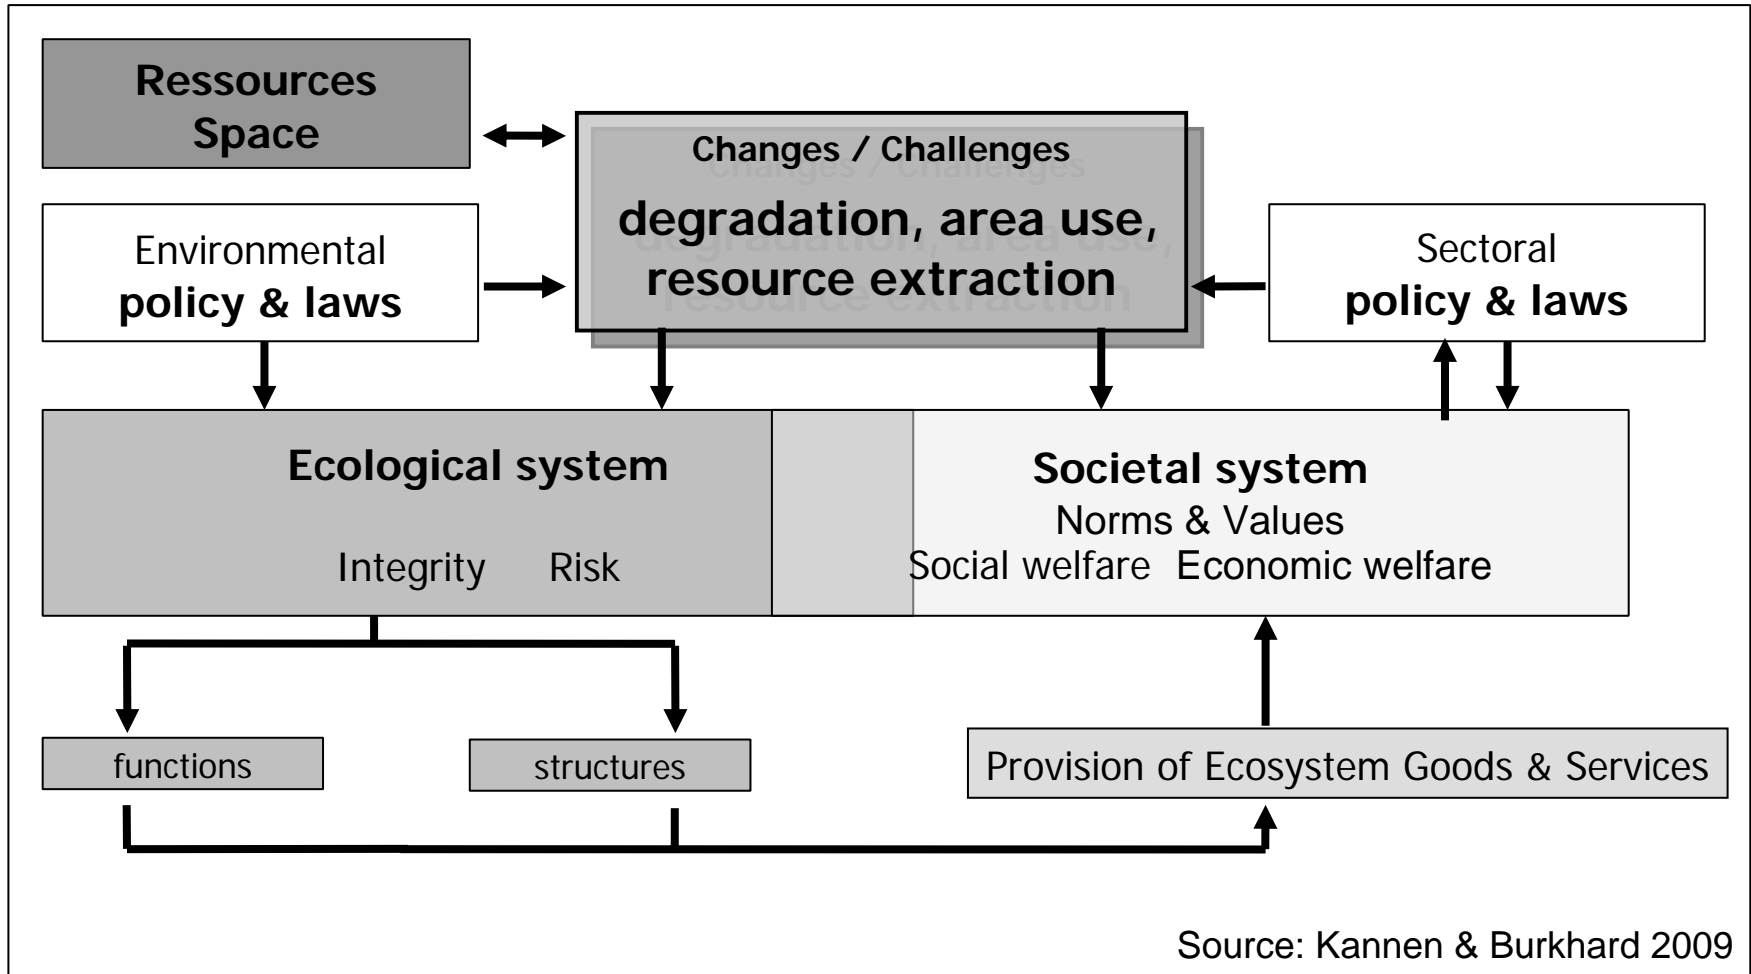 Ressources
Space
Changes / Challenges
degradation, area use,
resource extraction
Environmental
policy & laws
Sectoral
policy & laws
Ecological system
Integrity Risk
Societal system
Norms & Values
Social welfare Economic welfare
functions
structures
Provision of Ecosystem Goods & Services
Source: Kannen & Burkhard 2009